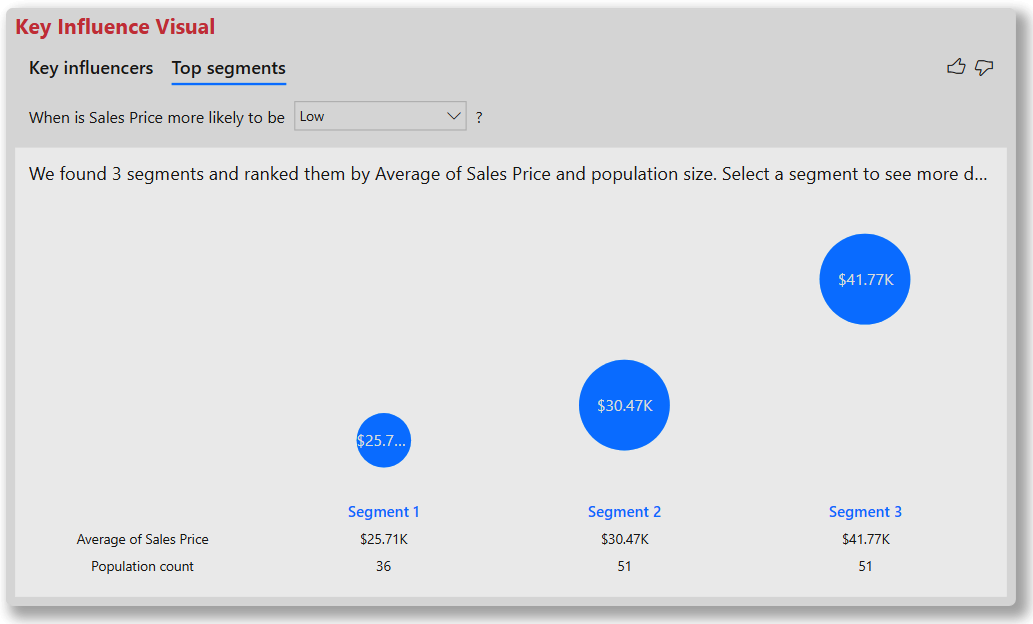 Key Influence Visual
Key influencers Top segments
When is Sales Price more likely to be Low ?
We found 3 segments and ranked them by Average of Sales Price and population size. Select a segment to see more d...
$41.77K
$30.47K
$25.7...
Segment 1 Segment 2 Segment 3
Average of Sales Price $25.71K $30.47K $41.77K
Population count 36 51 51